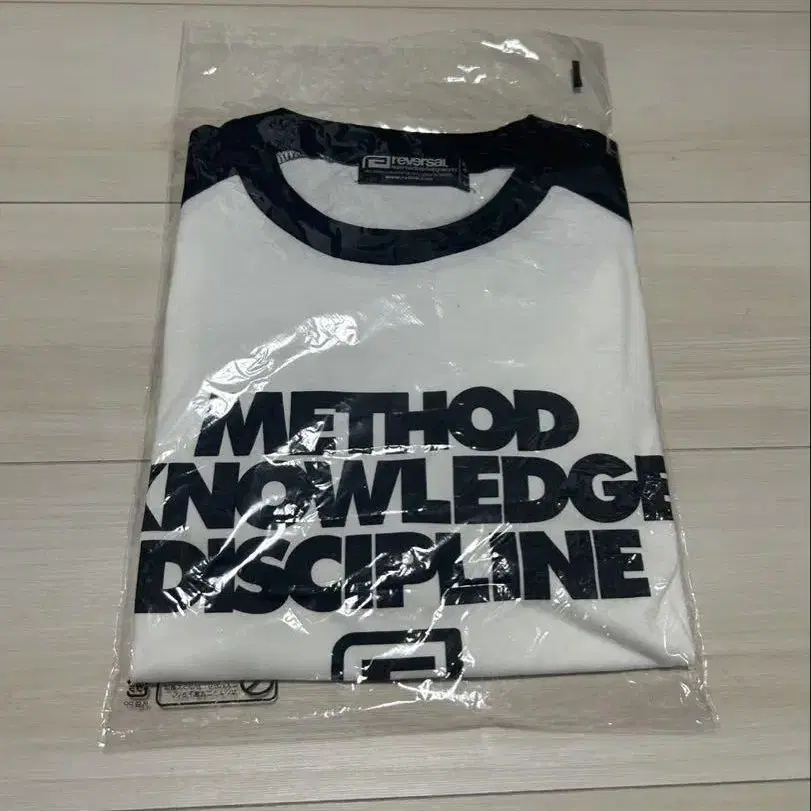 reversal
METHOD
KNOWLEDGE
DISCIPLINE